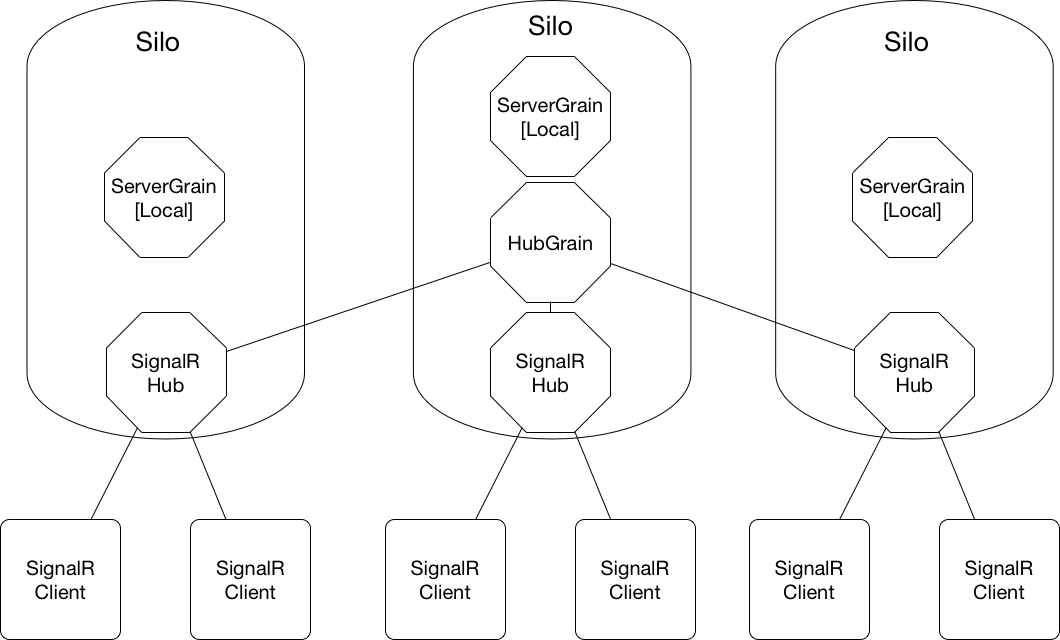 Silo
ServerGrain
[Local]
SignalR
Hub
Silo
ServerGrain
[Local]
HubGrain
SignalR
Hub
Silo
ServerGrain
[Local]
SignalR
Hub
SignalR
Client
SignalR
Client
SignalR
Client
SignalR
Client
SignalR
Client
SignalR
Client